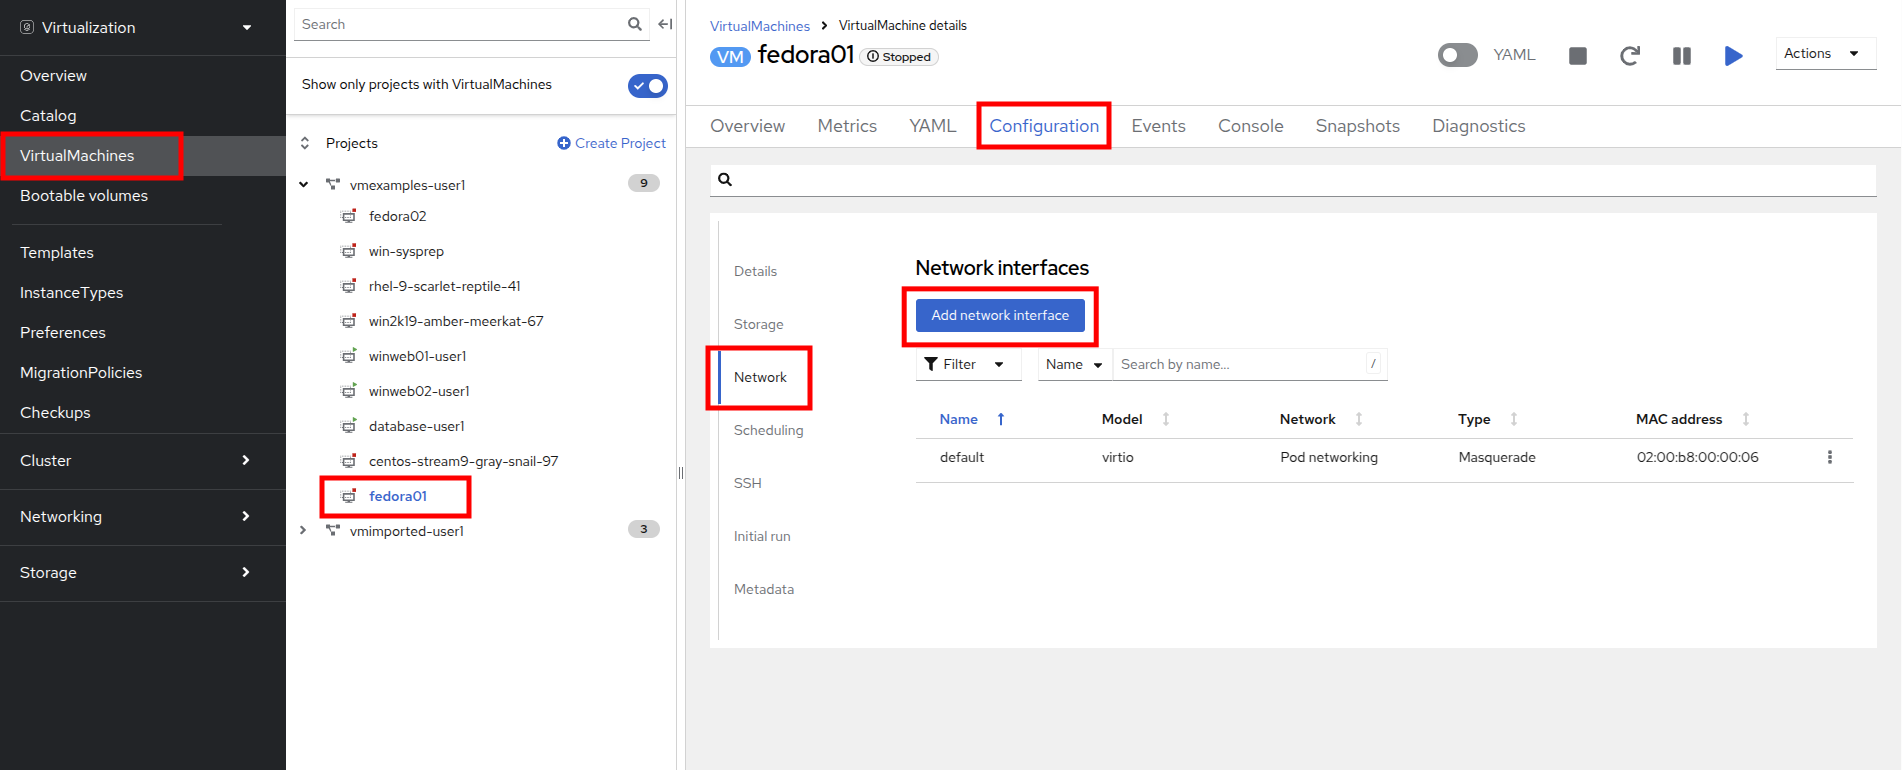 Virtualization
Overview
Catalog
VirtualMachines
Bootable volumes
Templates
InstanceTypes
Preferences
MigrationPolicies
Checkups
Cluster
Networking
Storage
Search
Show only projects with VirtualMachines
Projects
Create Project
vmexamples-user1 9
fedora02
win-sysprep
rhel-9-scarlet-reptile-41
win2k19-amber-meerkat-67
winweb01-user1
winweb02-user1
database-user1
centos-stream9-gray-snail-97
fedora01
vmimported-user1 3
VirtualMachines VirtualMachine details
VM fedora01 Stopped
YAML
Actions
Overview Metrics YAML Configuration Events Console Snapshots Diagnostics
Details
Storage
Network
Scheduling
SSH
Initial run
Metadata
Network interfaces
Add network interface
Filter Name Search by name... /
Name Model Network Type MAC address
default virtio Pod networking Masquerade 02:00:b8:00:00:06